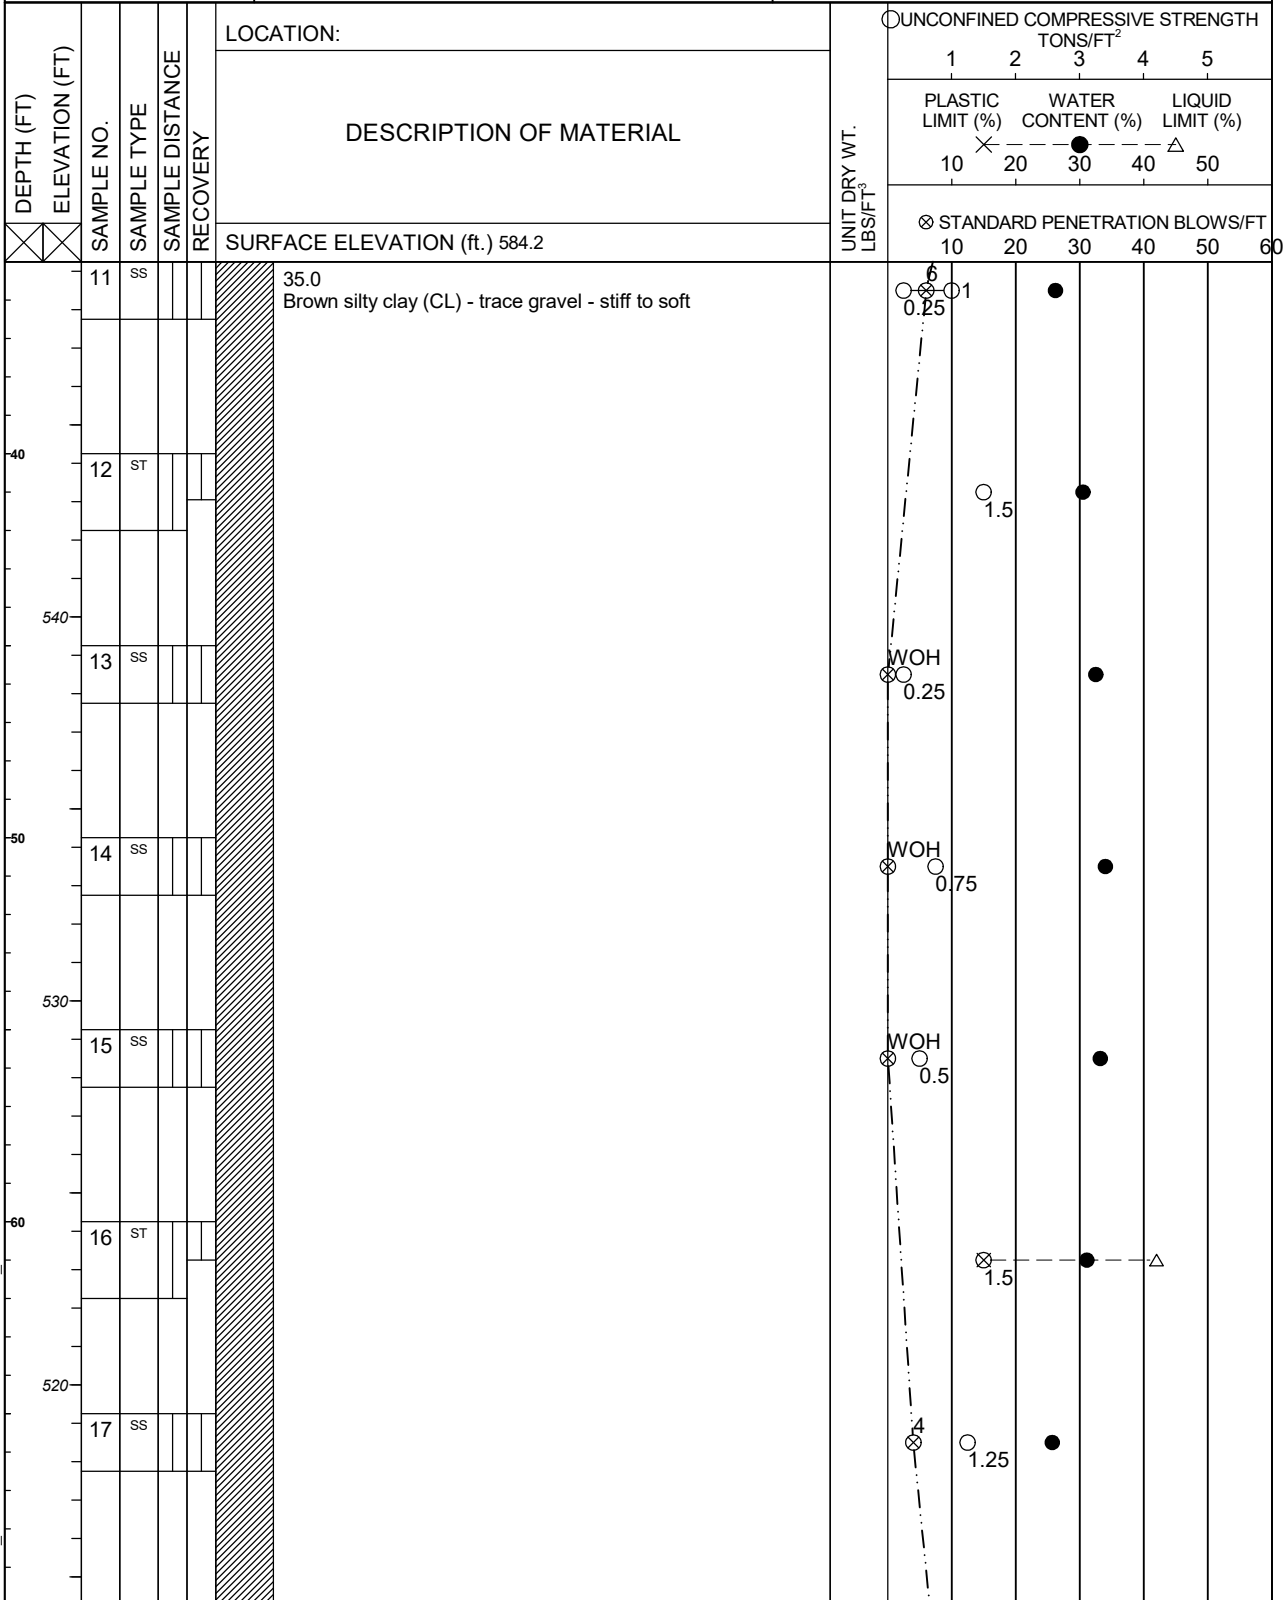 DEPTH (FT)
ELEVATION (FT)
SAMPLE NO.
SAMPLE TYPE
SAMPLE DISTANCE
RECOVERY
LOCATION:
DESCRIPTION OF MATERIAL
SURFACE ELEVATION (ft.) 584.2
UNIT DRY WT.
LBS/FT³
UNCONFINED COMPRESSIVE STRENGTH
TONS/FT²
1 2 3 4 5
PLASTIC WATER LIQUID
LIMIT (%) CONTENT (%) LIMIT (%)
10 20 30 40 50
STANDARD PENETRATION BLOWS/FT
10 20 30 40 50 60
11 SS
35.0
Brown silty clay (CL) - trace gravel - stiff to soft
6
1
0.25
40
12 ST
1.5
540
13 SS
WOH
0.25
50
14 SS
WOH
0.75
530
15 SS
WOH
0.5
60
16 ST
1.5
520
17 SS
4
1.25